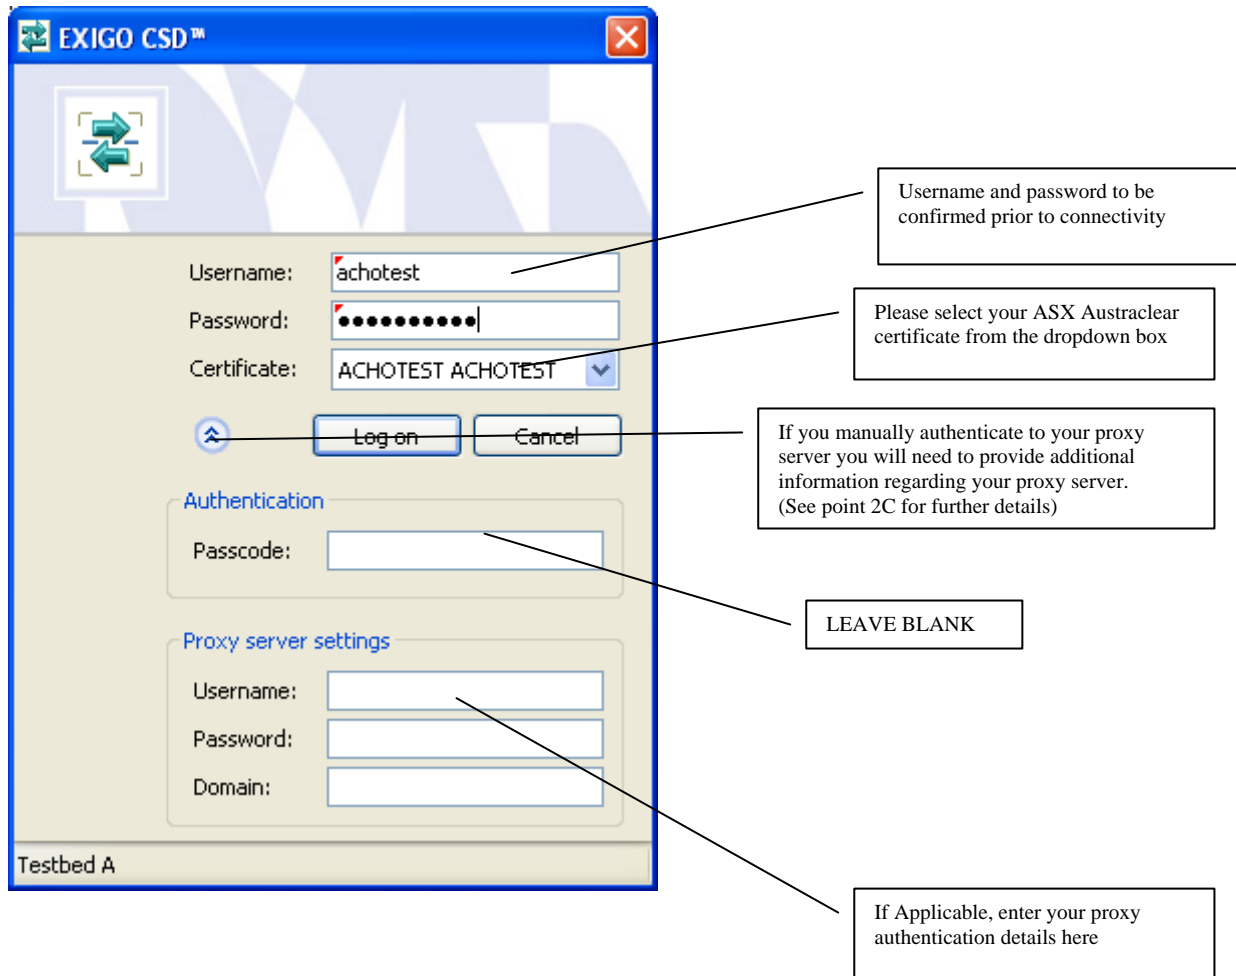 EXIGO CSD™
Username: achotest
Password: ●●●●●●●●●●
Certificate: ACHOTEST ACHOTEST
Log on Cancel
Authentication
Passcode:
Proxy server settings
Username:
Password:
Domain:
Testbed A
Username and password to be
confirmed prior to connectivity
Please select your ASX Austraclear
certificate from the dropdown box
If you manually authenticate to your proxy
server you will need to provide additional
information regarding your proxy server.
(See point 2C for further details)
LEAVE BLANK
If Applicable, enter your proxy
authentication details here